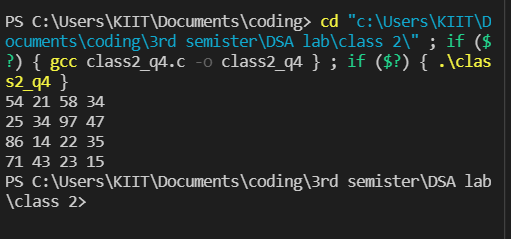 PS C:\Users\KIIT\Documents\coding> cd "c:\Users\KIIT\D
ocuments\coding\3rd semister\DSA lab\class 2\" ; if ($
?) { gcc class2_q4.c -o class2_q4 } ; if ($?) { .\clas
s2_q4 }
54 21 58 34
25 34 97 47
86 14 22 35
71 43 23 15
PS C:\Users\KIIT\Documents\coding\3rd semister\DSA lab
\class 2>